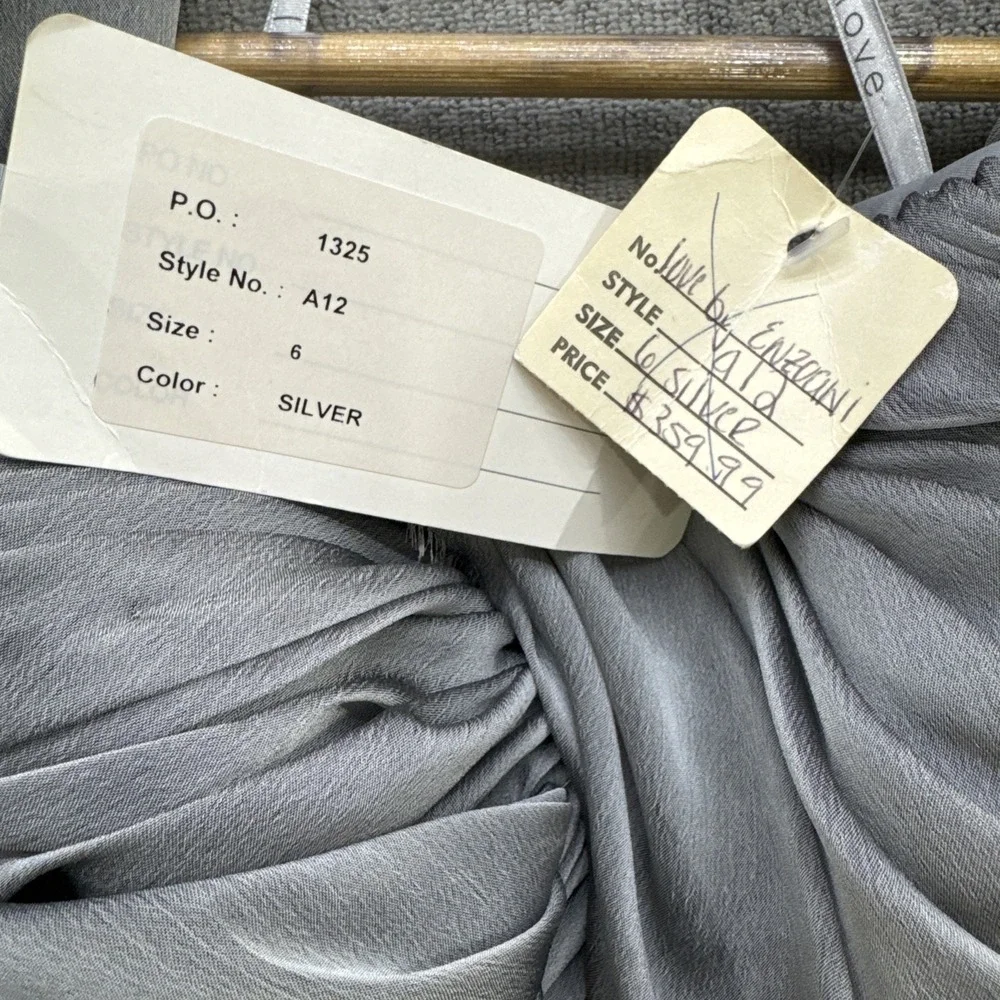 love
P.O. : 1325
Style No. : A12
Size : 6
Color : SILVER
No. love by ENZOANI
STYLE A12
SIZE 6/ SILVER
PRICE $359.99